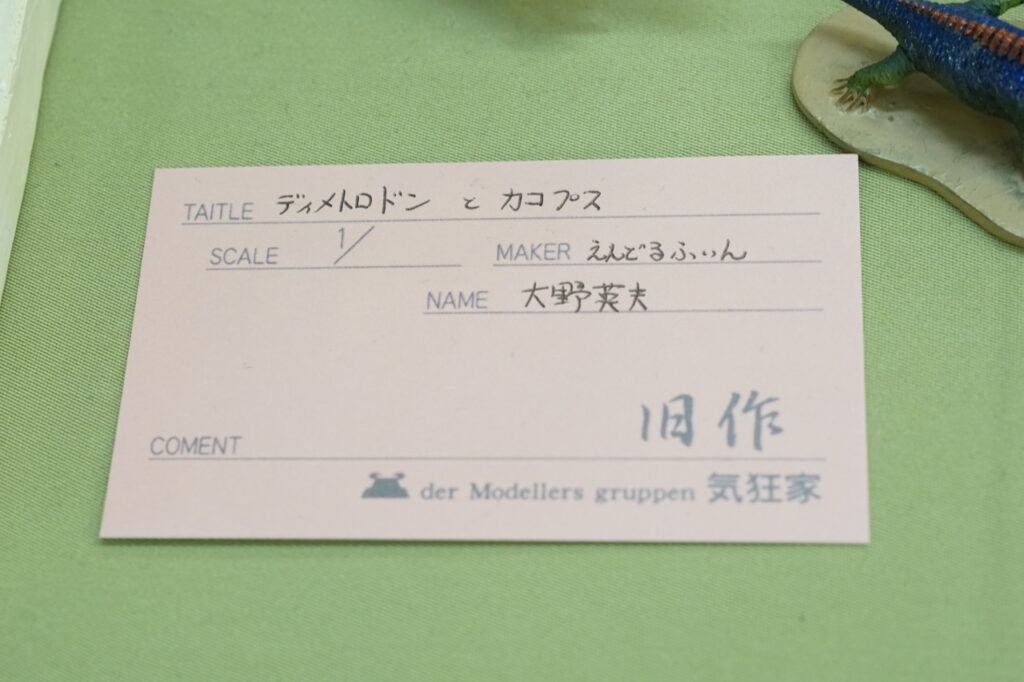 TAITLE ディメトロドン と カコプス
SCALE 1/ MAKER えんどるふぃん
NAME 大野英夫
旧作
COMENT
der Modellers gruppen 気狂家